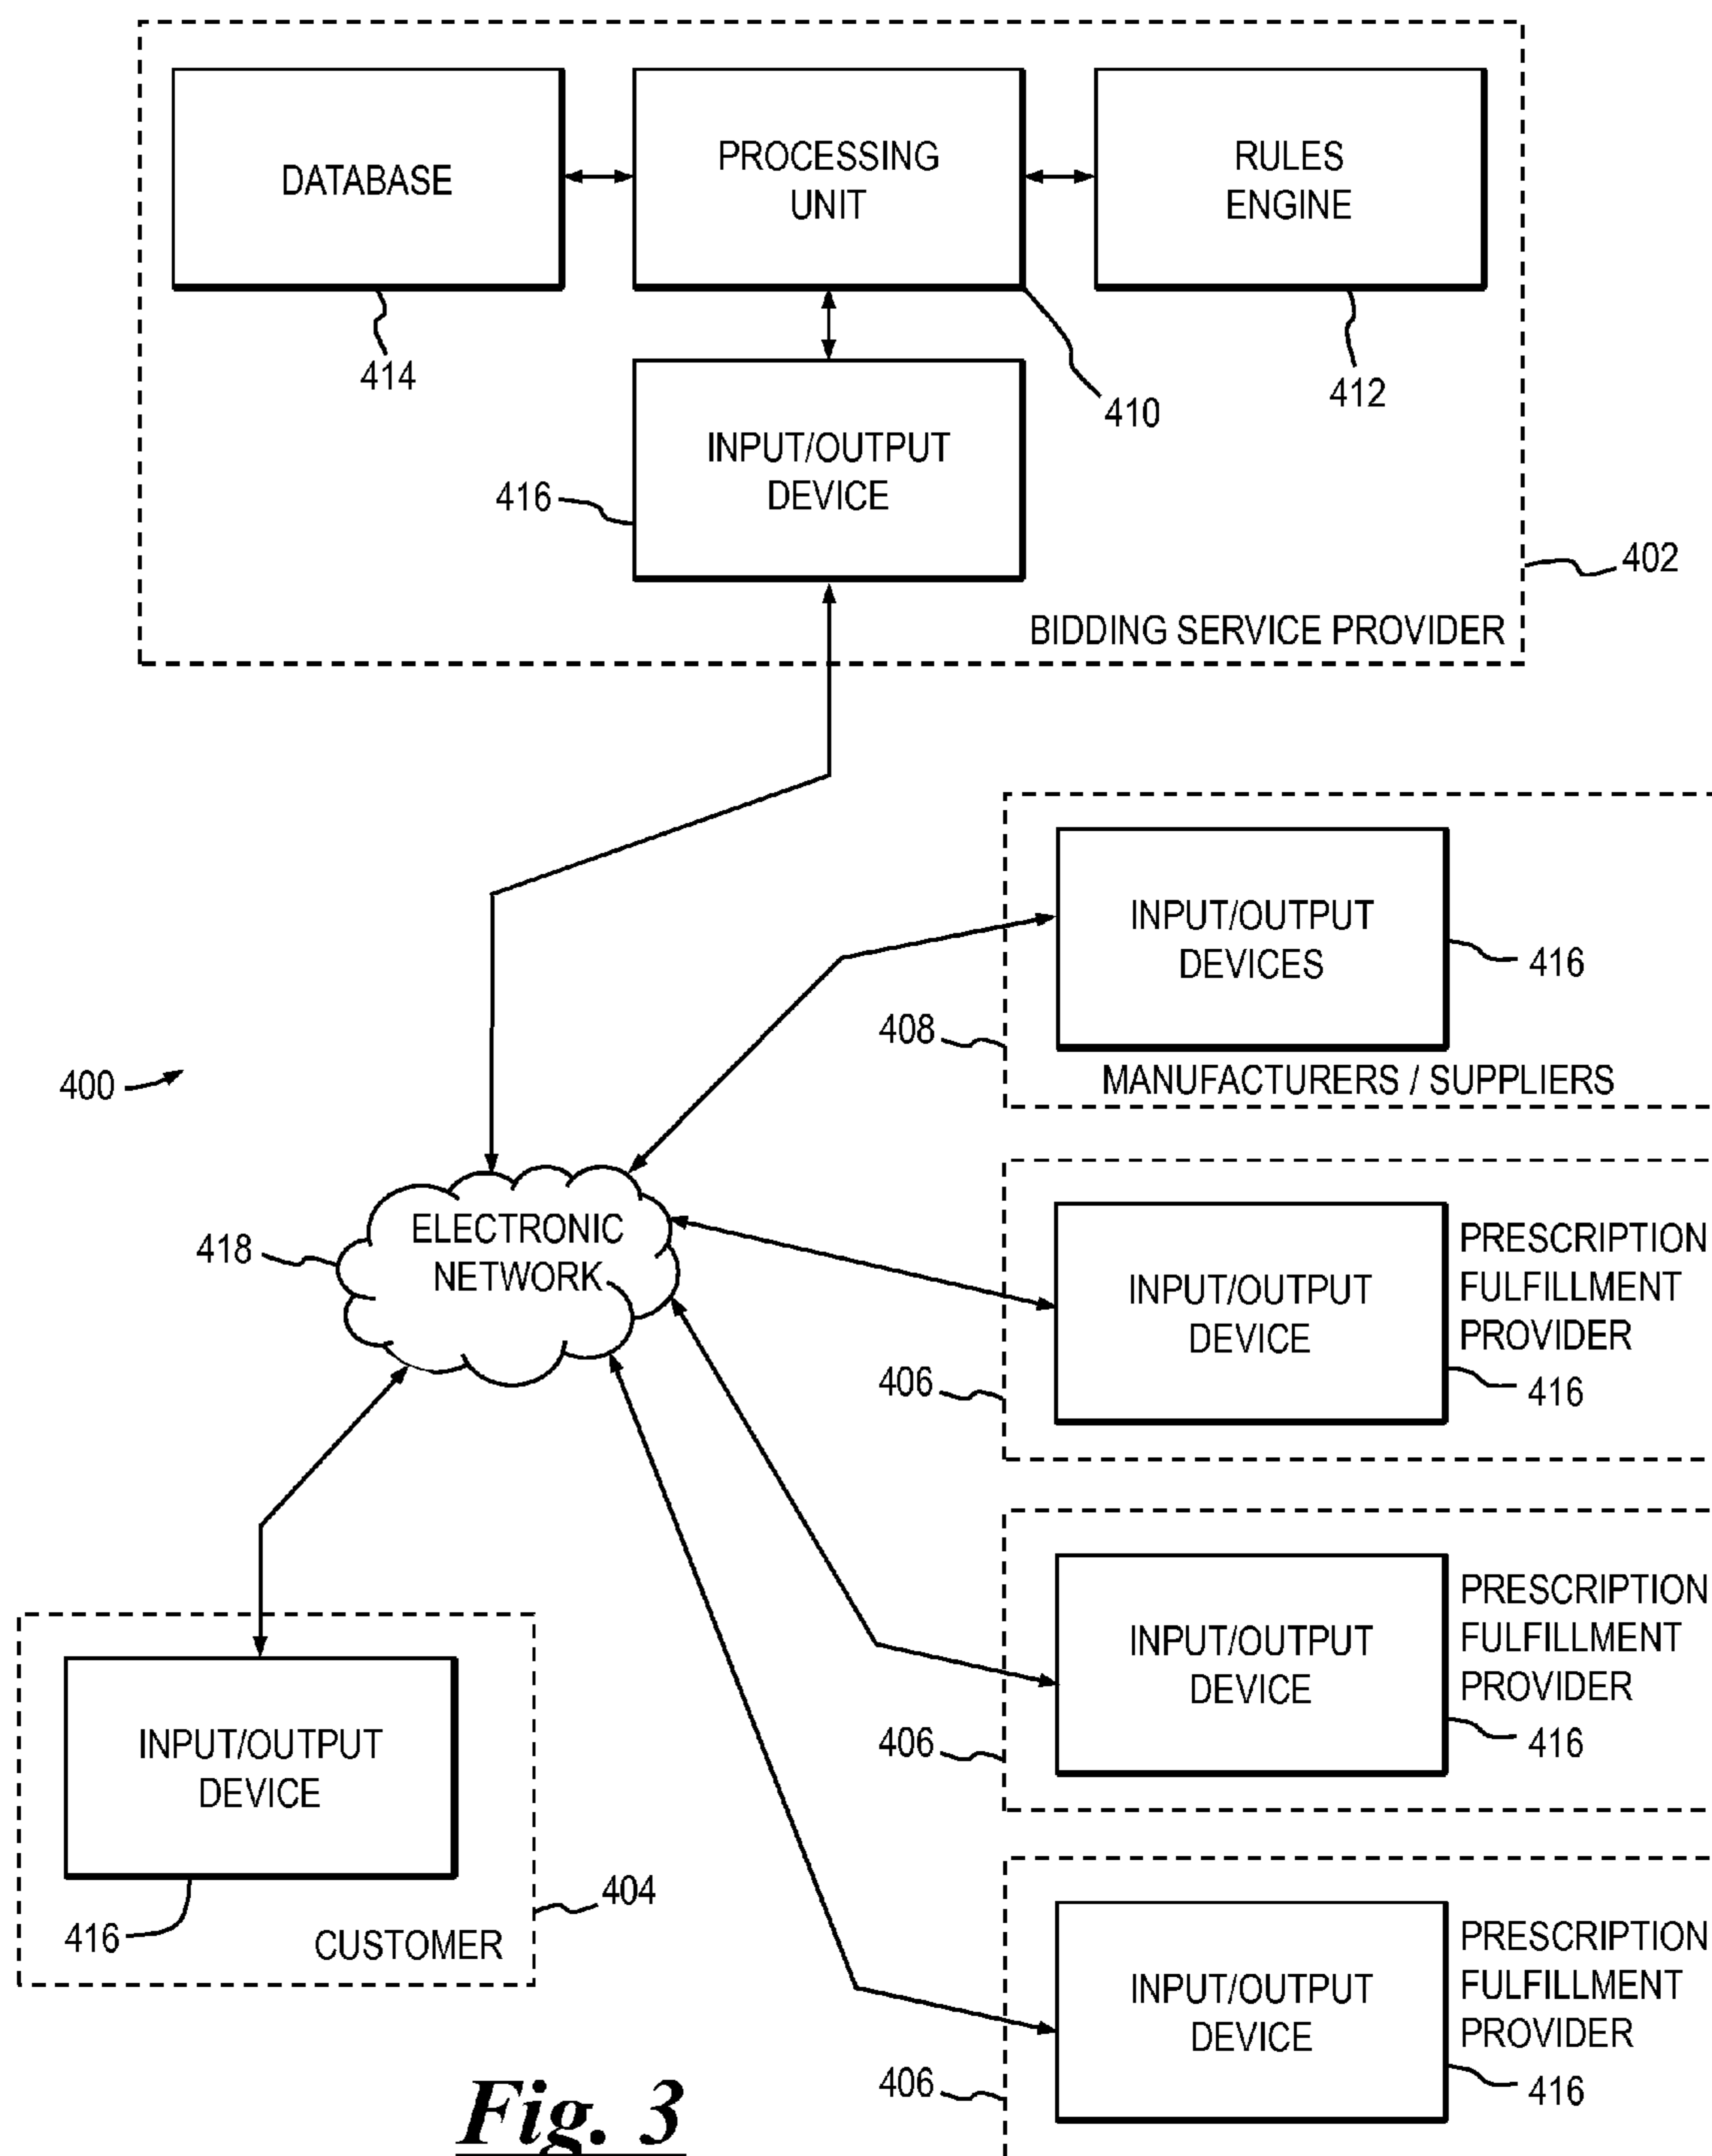 DATABASE
PROCESSING
UNIT
RULES
ENGINE
414
410
412
INPUT/OUTPUT
DEVICE
416
402
BIDDING SERVICE PROVIDER
INPUT/OUTPUT
DEVICES
416
408
MANUFACTURERS / SUPPLIERS
400
ELECTRONIC
NETWORK
418
INPUT/OUTPUT
DEVICE
PRESCRIPTION
FULFILLMENT
PROVIDER
406
416
INPUT/OUTPUT
DEVICE
PRESCRIPTION
FULFILLMENT
PROVIDER
406
416
INPUT/OUTPUT
DEVICE
416
404
CUSTOMER
INPUT/OUTPUT
DEVICE
PRESCRIPTION
FULFILLMENT
PROVIDER
406
416
Fig. 3